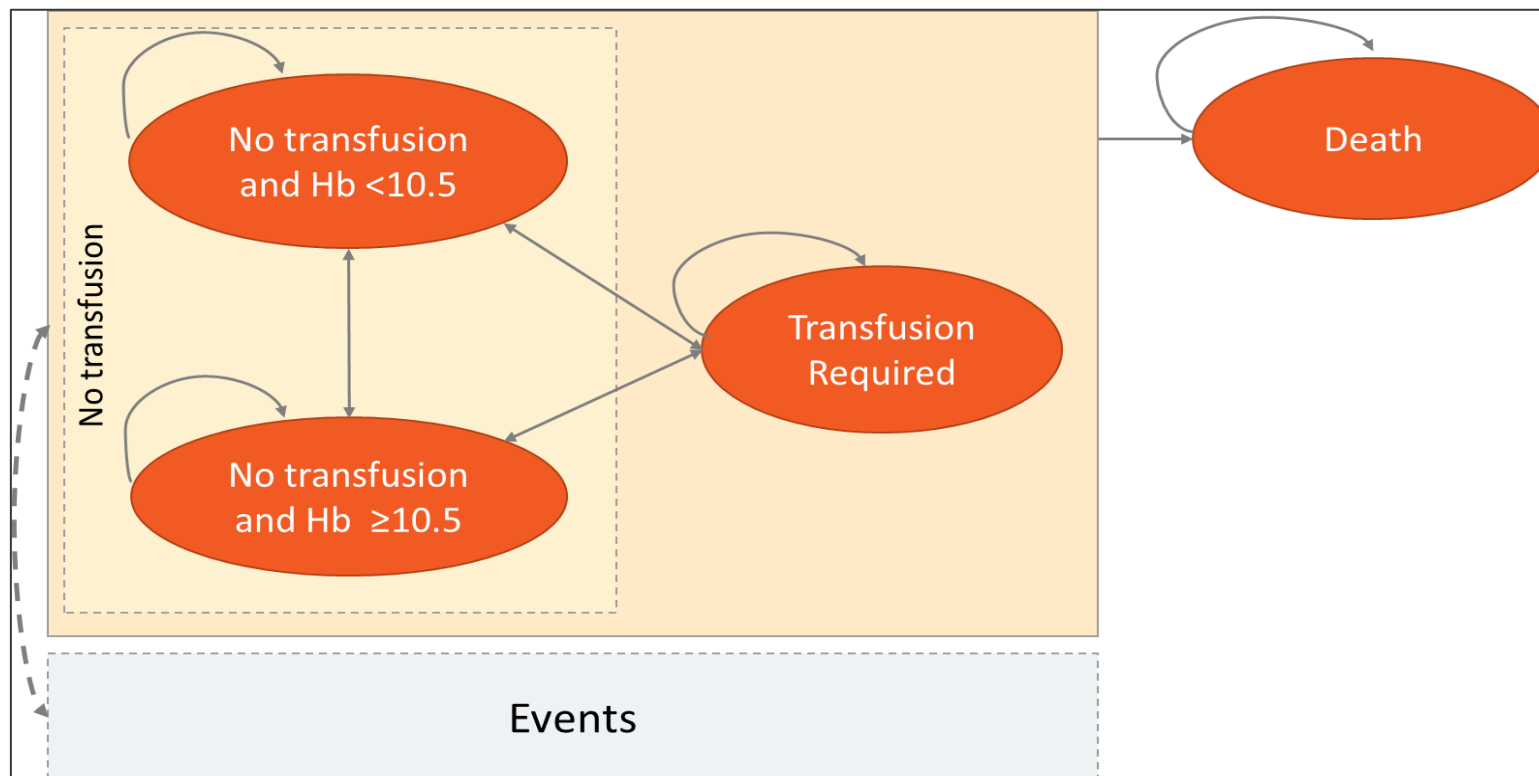 No transfusion
and Hb <10.5
Death
No transfusion
Transfusion
Required
No transfusion
and Hb ≥10.5
Events